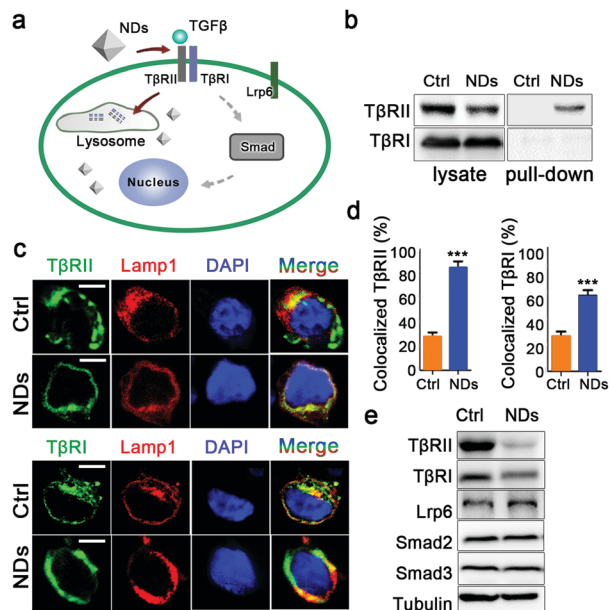 a
NDs
TGFβ
TβRII
TβRI
Lrp6
Lysosome
Smad
Nucleus
b
Ctrl NDs Ctrl NDs
TβRII
TβRI
lysate pull-down
c
TβRII Lamp1 DAPI Merge
Ctrl
NDs
TβRI Lamp1 DAPI Merge
Ctrl
NDs
d
Colocalized TβRII (%)
100
80
60
40
20
0
***
Ctrl
NDs
Colocalized TβRI (%)
100
80
60
40
20
0
***
Ctrl
NDs
e
Ctrl NDs
TβRII
TβRI
Lrp6
Smad2
Smad3
Tubulin